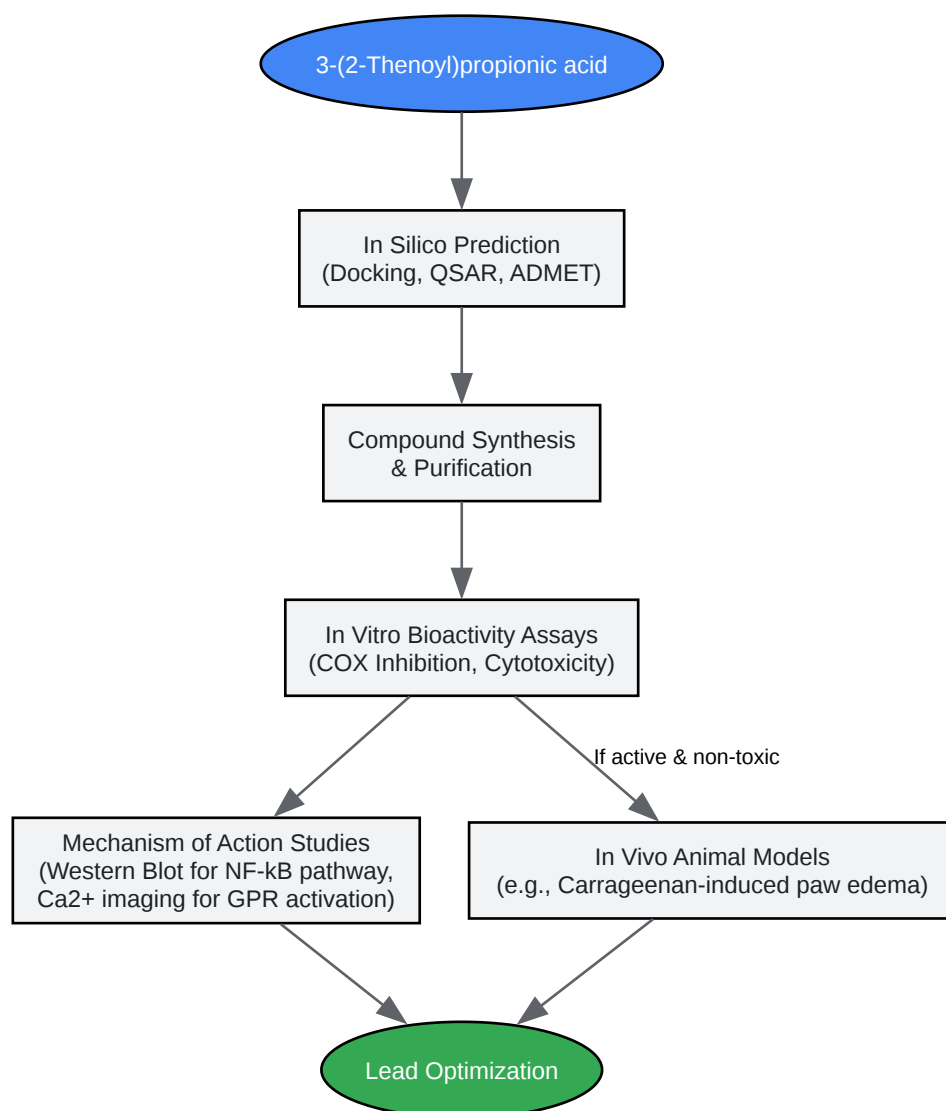 3-(2-Thenoyl)propionic acid
In Silico Prediction
(Docking, QSAR, ADMET)
Compound Synthesis
& Purification
In Vitro Bioactivity Assays
(COX Inhibition, Cytotoxicity)
If active & non-toxic
Mechanism of Action Studies
(Western Blot for NF-kB pathway,
Ca2+ imaging for GPR activation)
In Vivo Animal Models
(e.g., Carrageenan-induced paw edema)
Lead Optimization